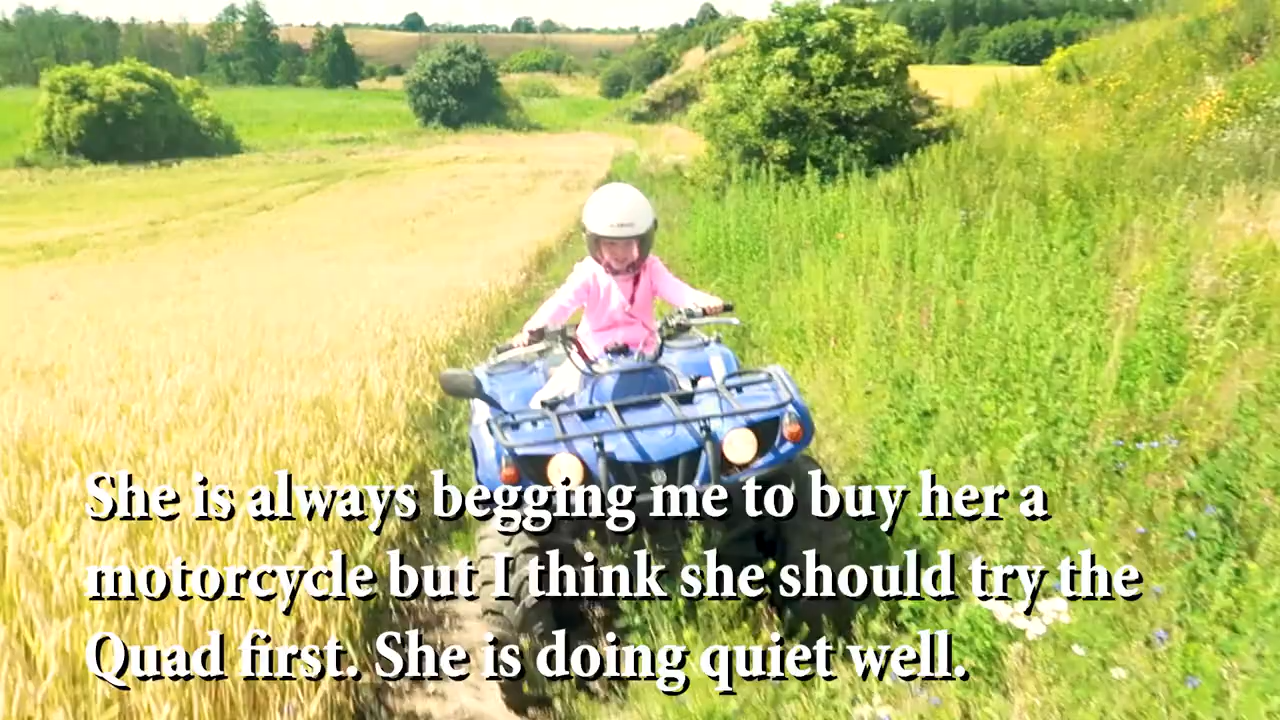 She is always begging me to buy her a
motorcycle but I think she should try the
Quad first. She is doing quiet well.